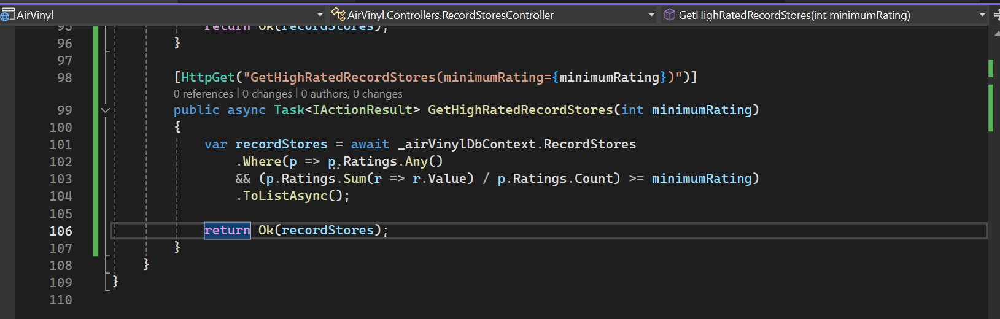 AirVinyl AirVinyl.Controllers.RecordStoresController GetHighRatedRecordStores(int minimumRating)
95 return Ok(recordStores);
96 }
97
98 [HttpGet("GetHighRatedRecordStores(minimumRating={minimumRating})")]
0 references | 0 changes | 0 authors, 0 changes
99 public async Task<IActionResult> GetHighRatedRecordStores(int minimumRating)
100 {
101 var recordStores = await _airVinylDbContext.RecordStores
102 .Where(p => p.Ratings.Any()
103 && (p.Ratings.Sum(r => r.Value) / p.Ratings.Count) >= minimumRating)
104 .ToListAsync();
105
106 return Ok(recordStores);
107 }
108 }
109 }
110